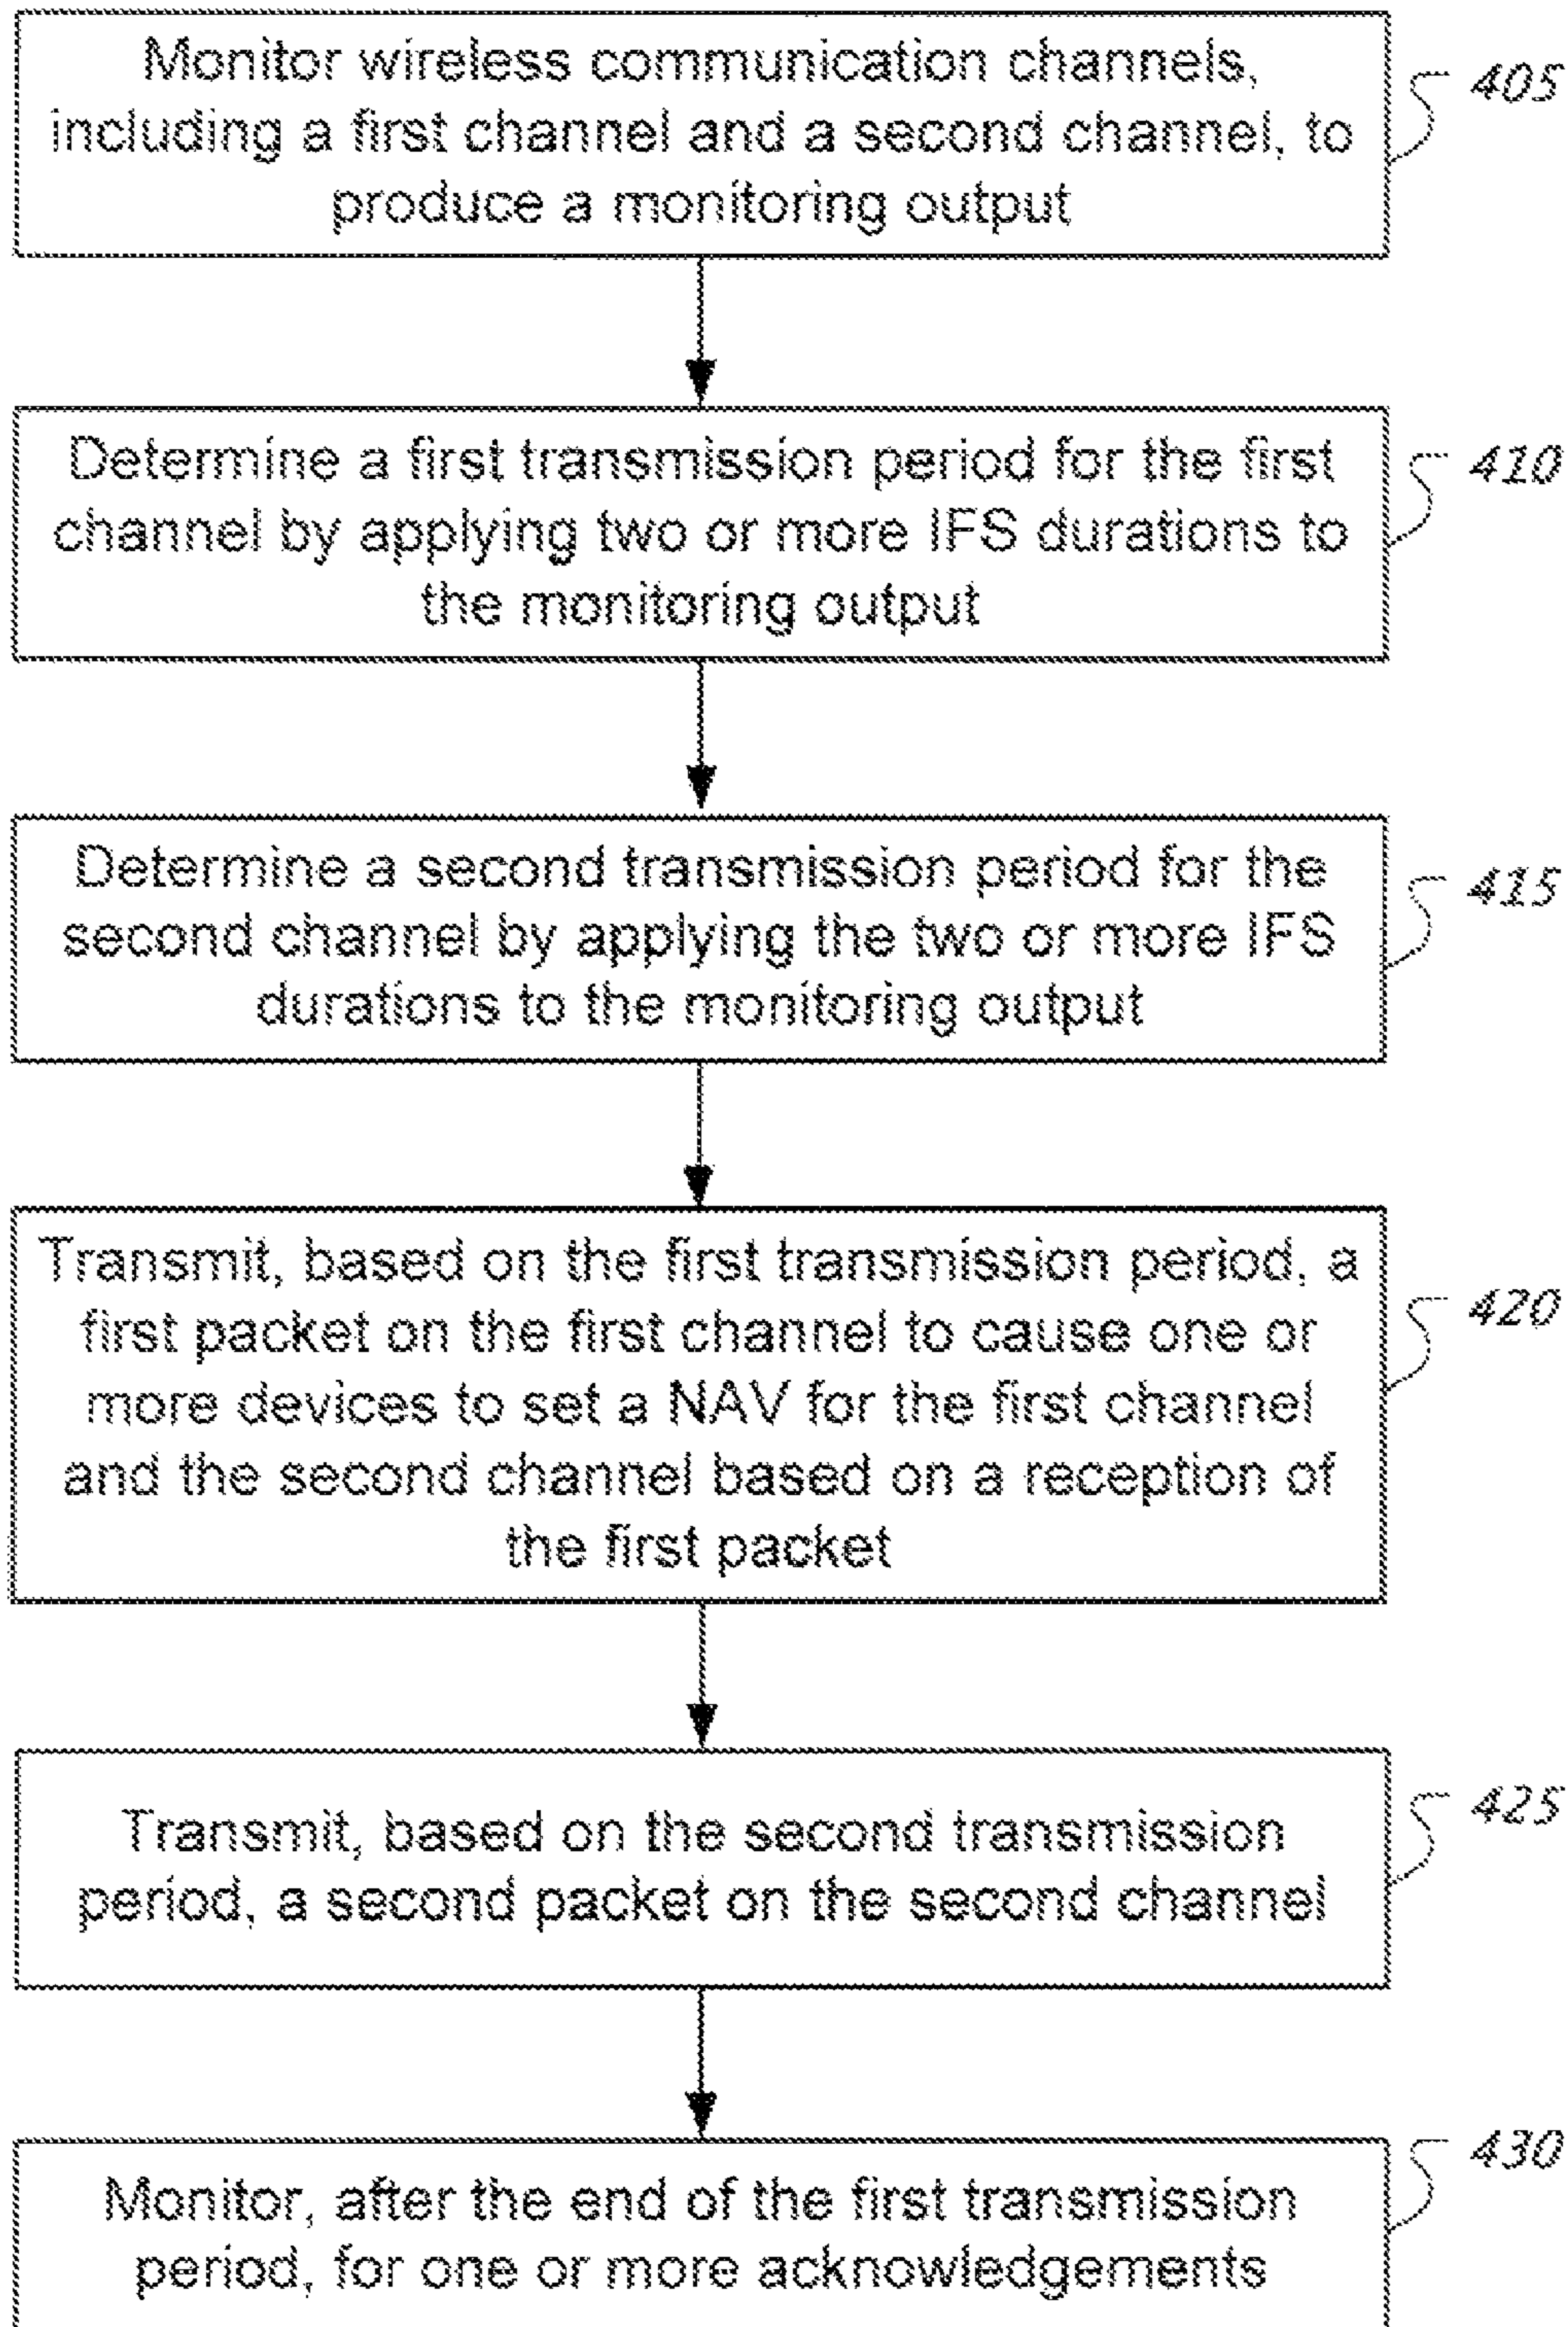 Monitor wireless communication channels,
including a first channel and a second channel, to
produce a monitoring output
405
Determine a first transmission period for the first
channel by applying two or more IFS durations to
the monitoring output
410
Determine a second transmission period for the
second channel by applying the two or more IFS
durations to the monitoring output
415
Transmit, based on the first transmission period, a
first packet on the first channel to cause one or
more devices to set a NAV for the first channel
and the second channel based on a reception of
the first packet
420
Transmit, based on the second transmission
period, a second packet on the second channel
425
Monitor, after the end of the first transmission
period, for one or more acknowledgements
430